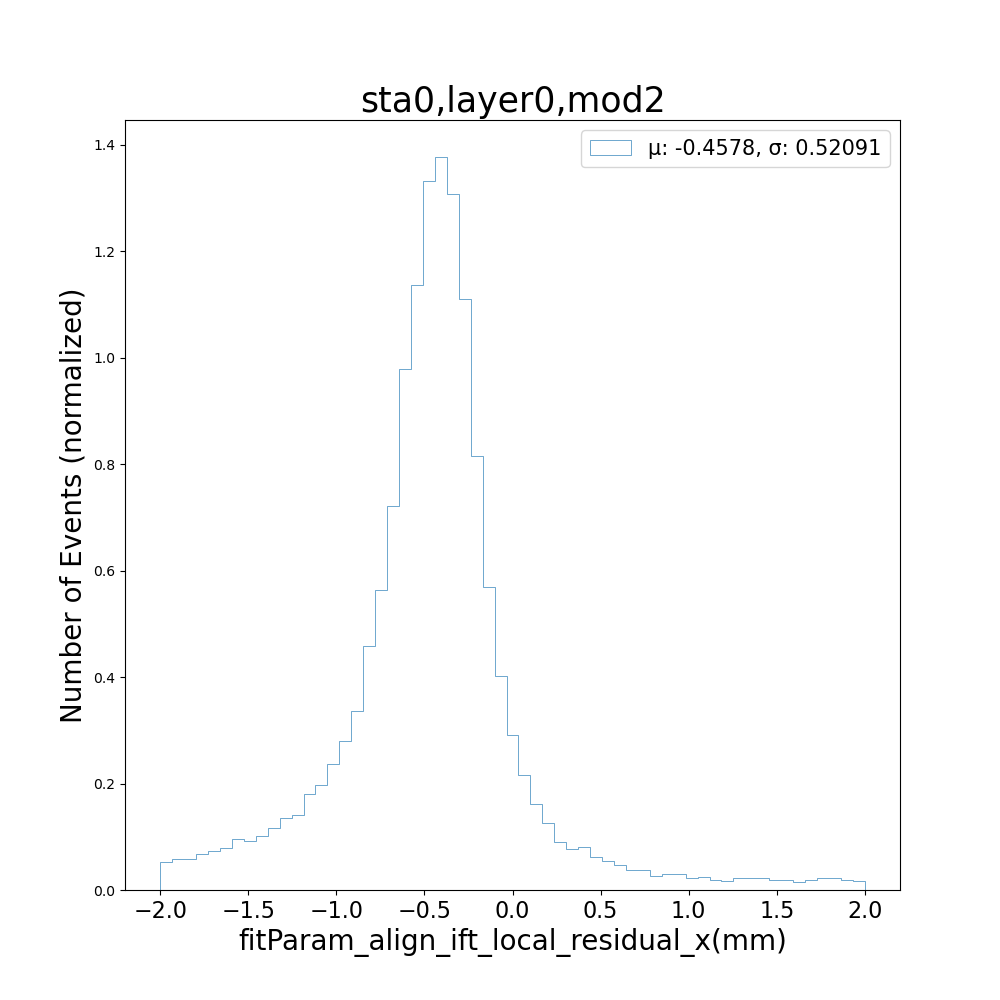 sta0,layer0,mod2
μ: -0.4578, σ: 0.52091
Number of Events (normalized)
1.4
1.2
1.0
0.8
0.6
0.4
0.2
0.0
−2.0 −1.5 −1.0 −0.5 0.0 0.5 1.0 1.5 2.0
fitParam_align_ift_local_residual_x(mm)